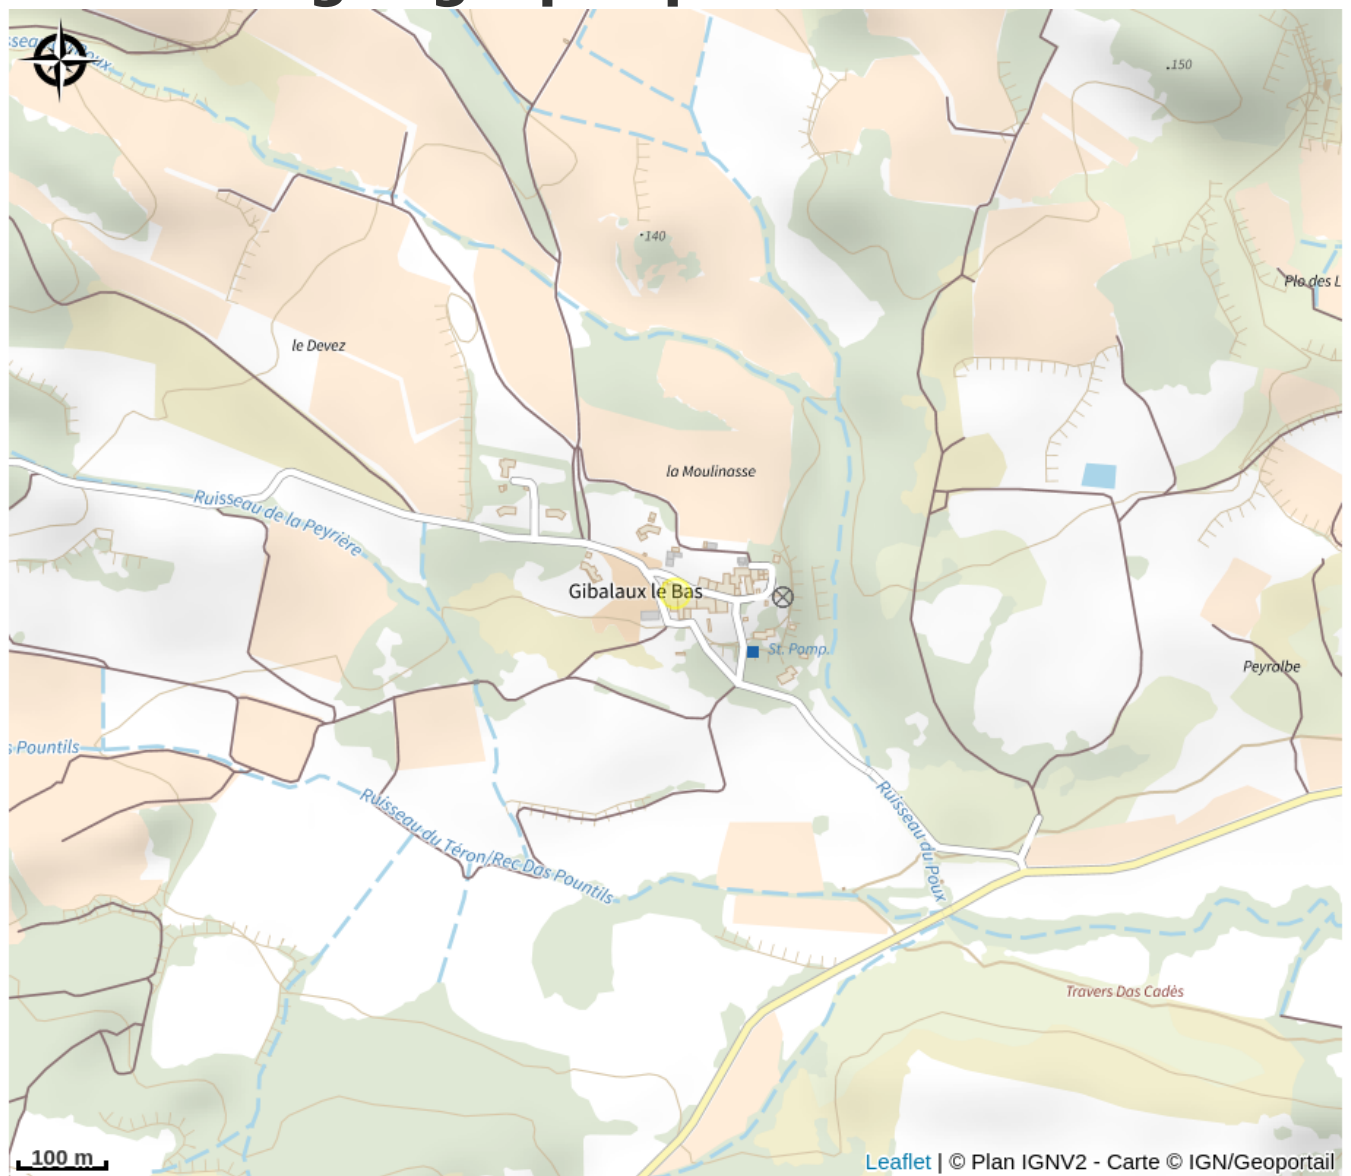 .150
.140
Plo des L
le Devez
la Moulinasse
Ruisseau de la Peyrière
Gibalaux le Bas
St. Pomp.
Peyralbe
s Pountils
Ruisseau du Téron/Rec Das Pountils
Ruisseau du Poux
Travers Das Cadès
100 m
Leaflet | © Plan IGNV2 - Carte © IGN/Geoportail